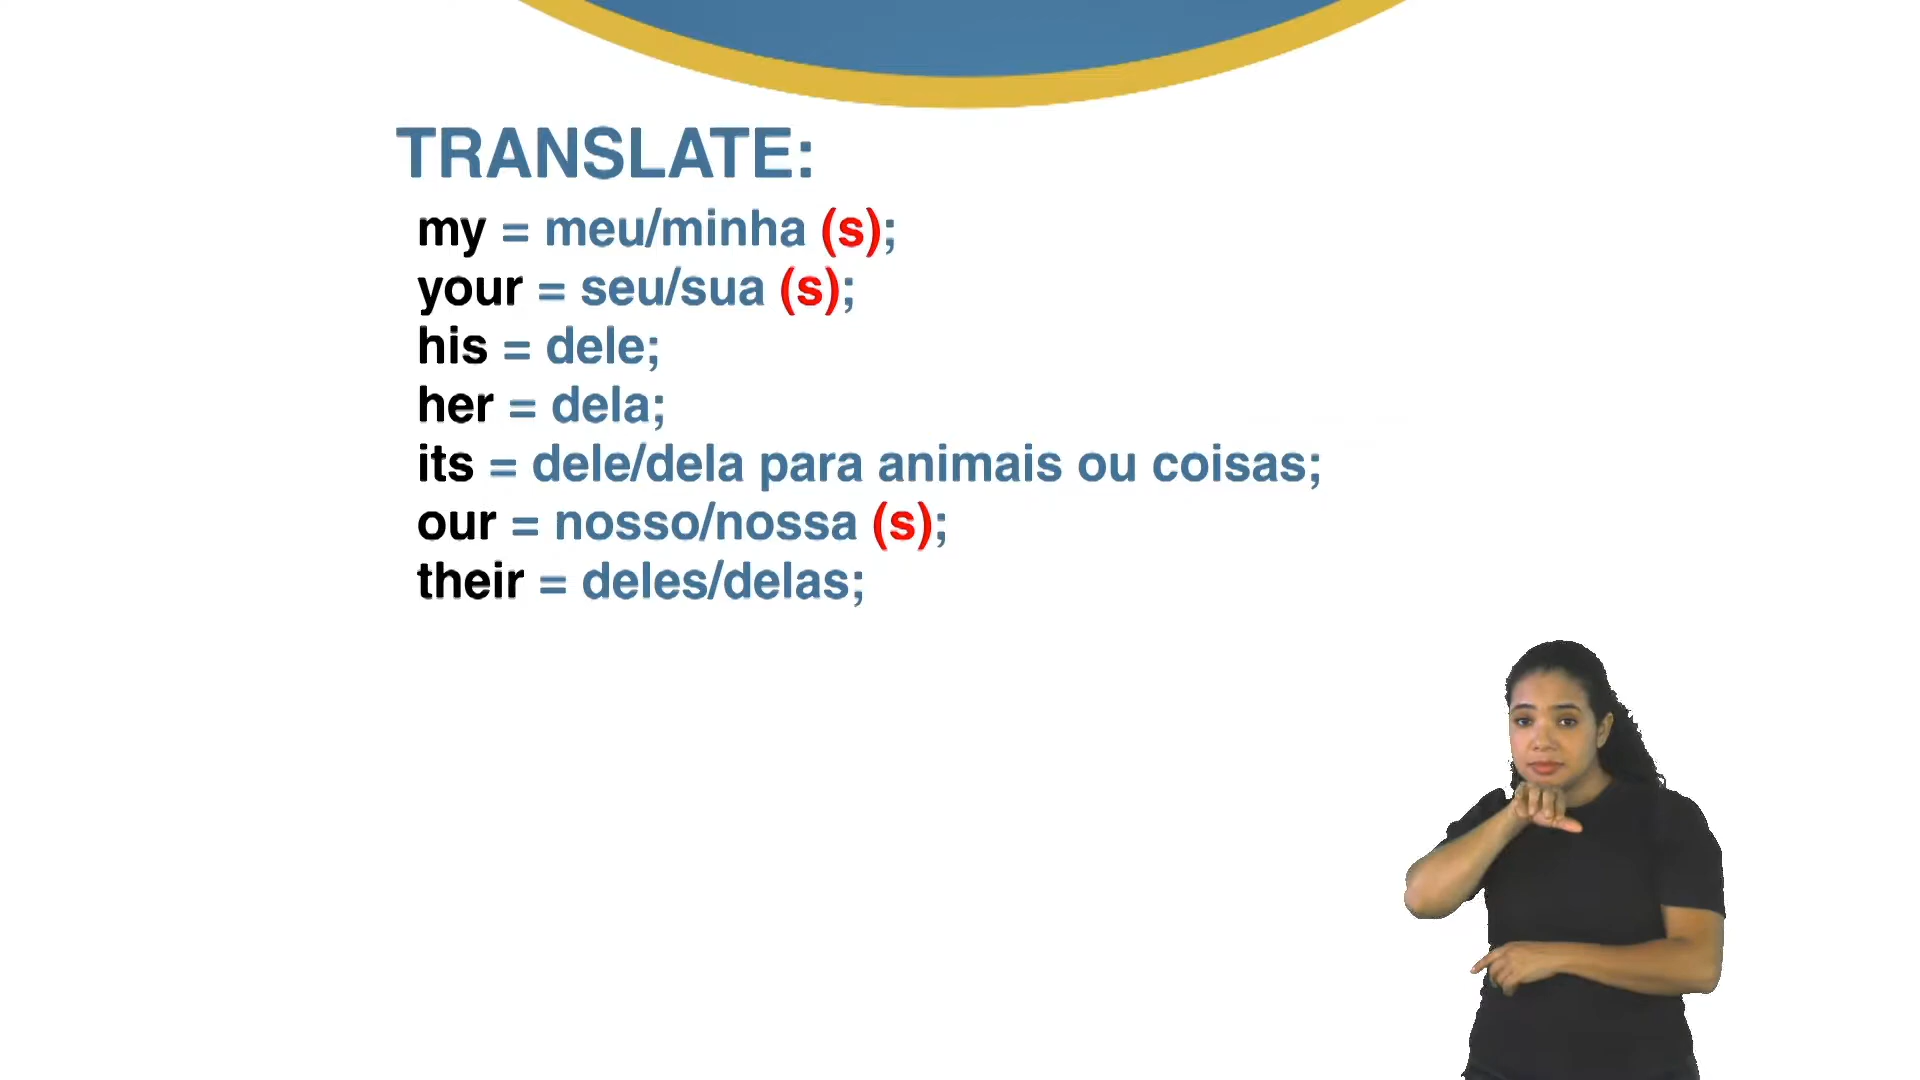 TRANSLATE:
my = meu/minha (s);
your = seu/sua (s);
his = dele;
her = dela;
its = dele/dela para animais ou coisas;
our = nosso/nossa (s);
their = deles/delas;